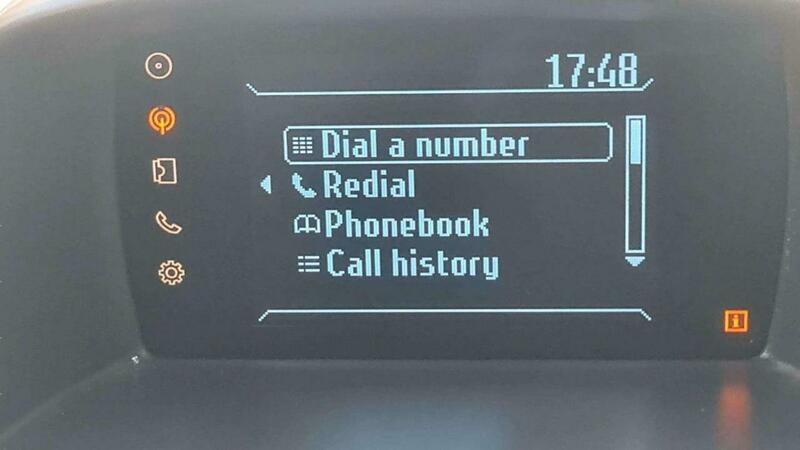 17:48
Dial a number
Redial
Phonebook
Call history